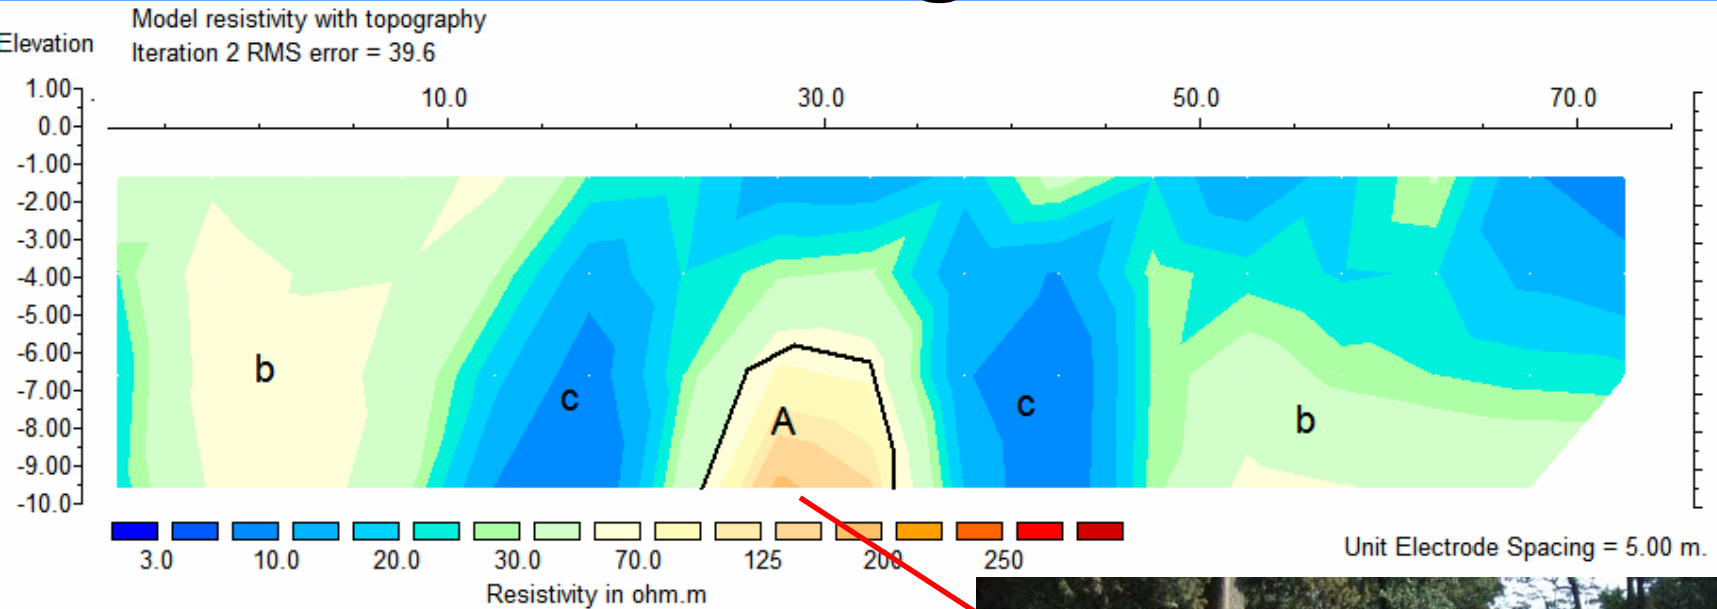 Model resistivity with topography
Elevation
Iteration 2 RMS error = 39.6
1.00
10.0 30.0 50.0 70.0
0.0
-1.00
-2.00
-3.00
-4.00
-5.00
-6.00
b b
-7.00
c c
A
-8.00
-9.00
-10.0
3.0 10.0 20.0 30.0 70.0 125 200 250
Unit Electrode Spacing = 5.00 m.
Resistivity in ohm.m